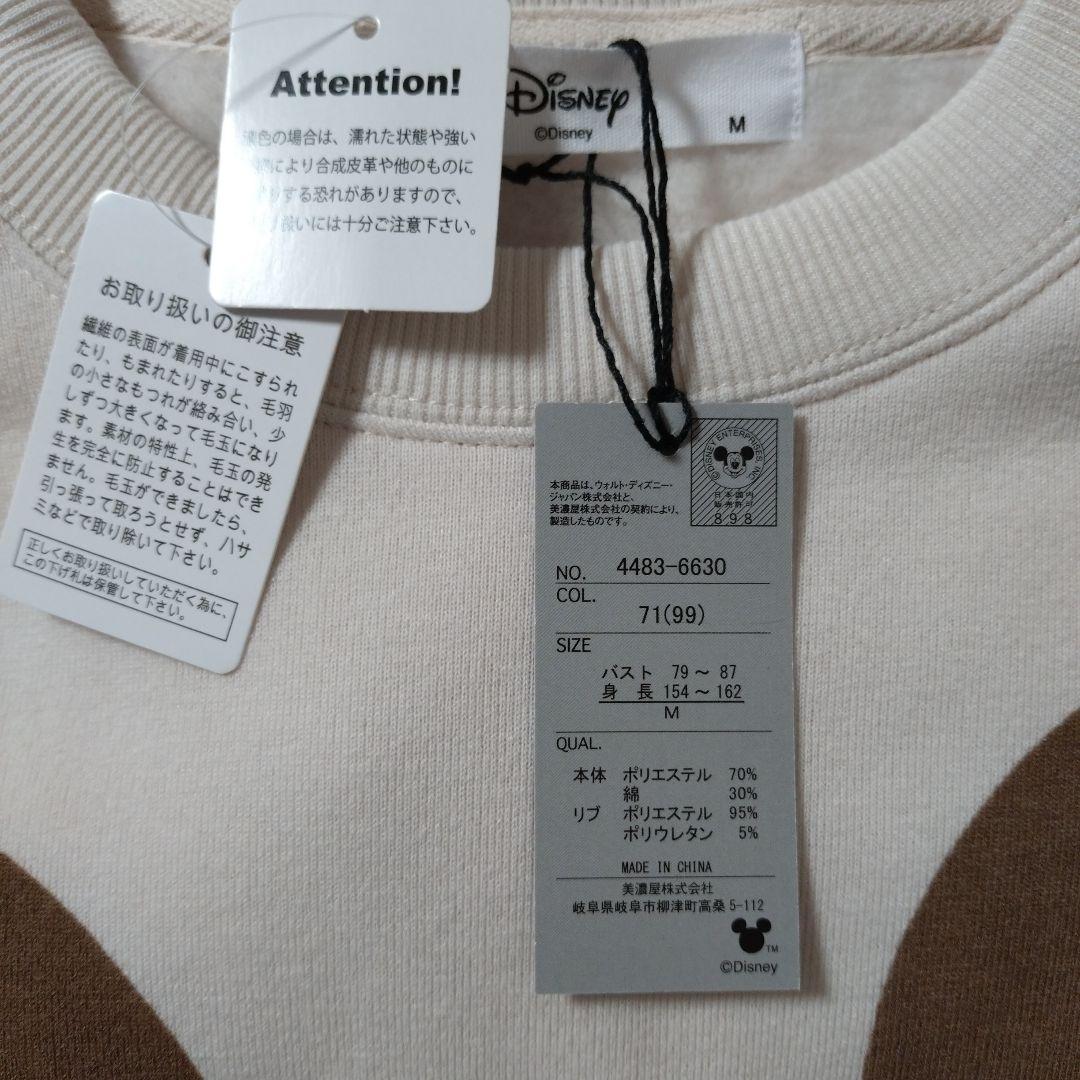 Attention!
濃色の場合は、濡れた状態や強い
により合成皮革や他のものに
する恐れがありますので、
扱いには十分ご注意下さい。
Disney
©Disney
M
お取り扱いの御注意
繊維の表面が着用中にこすられ
たり、もまれたりすると、毛羽
の小さなもつれが絡み合い、少
しずつ大きくなって毛玉になり
ます。素材の特性上、毛玉の発
生を完全に防止することはでき
ません。毛玉ができましたら、
引っ張って取ろうとせず、ハサ
ミなどで取り除いて下さい。
正しくお取り扱いしていただく為に、
この下げ札は保管して下さい。
本商品は、ウォルト・ディズニー・
ジャパン株式会社と、
美濃屋株式会社の契約により、
製造したものです。
©DISNEY ENTERPRISES INC
日本国内
販売許可
898
NO. 4483-6630
COL.
71(99)
SIZE
バスト 79～87
身長 154～162
M
QUAL.
本体 ポリエステル 70%
綿 30%
リブ ポリエステル 95%
ポリウレタン 5%
MADE IN CHINA
美濃屋株式会社
岐阜県岐阜市柳津町高桑5-112
TM
©Disney